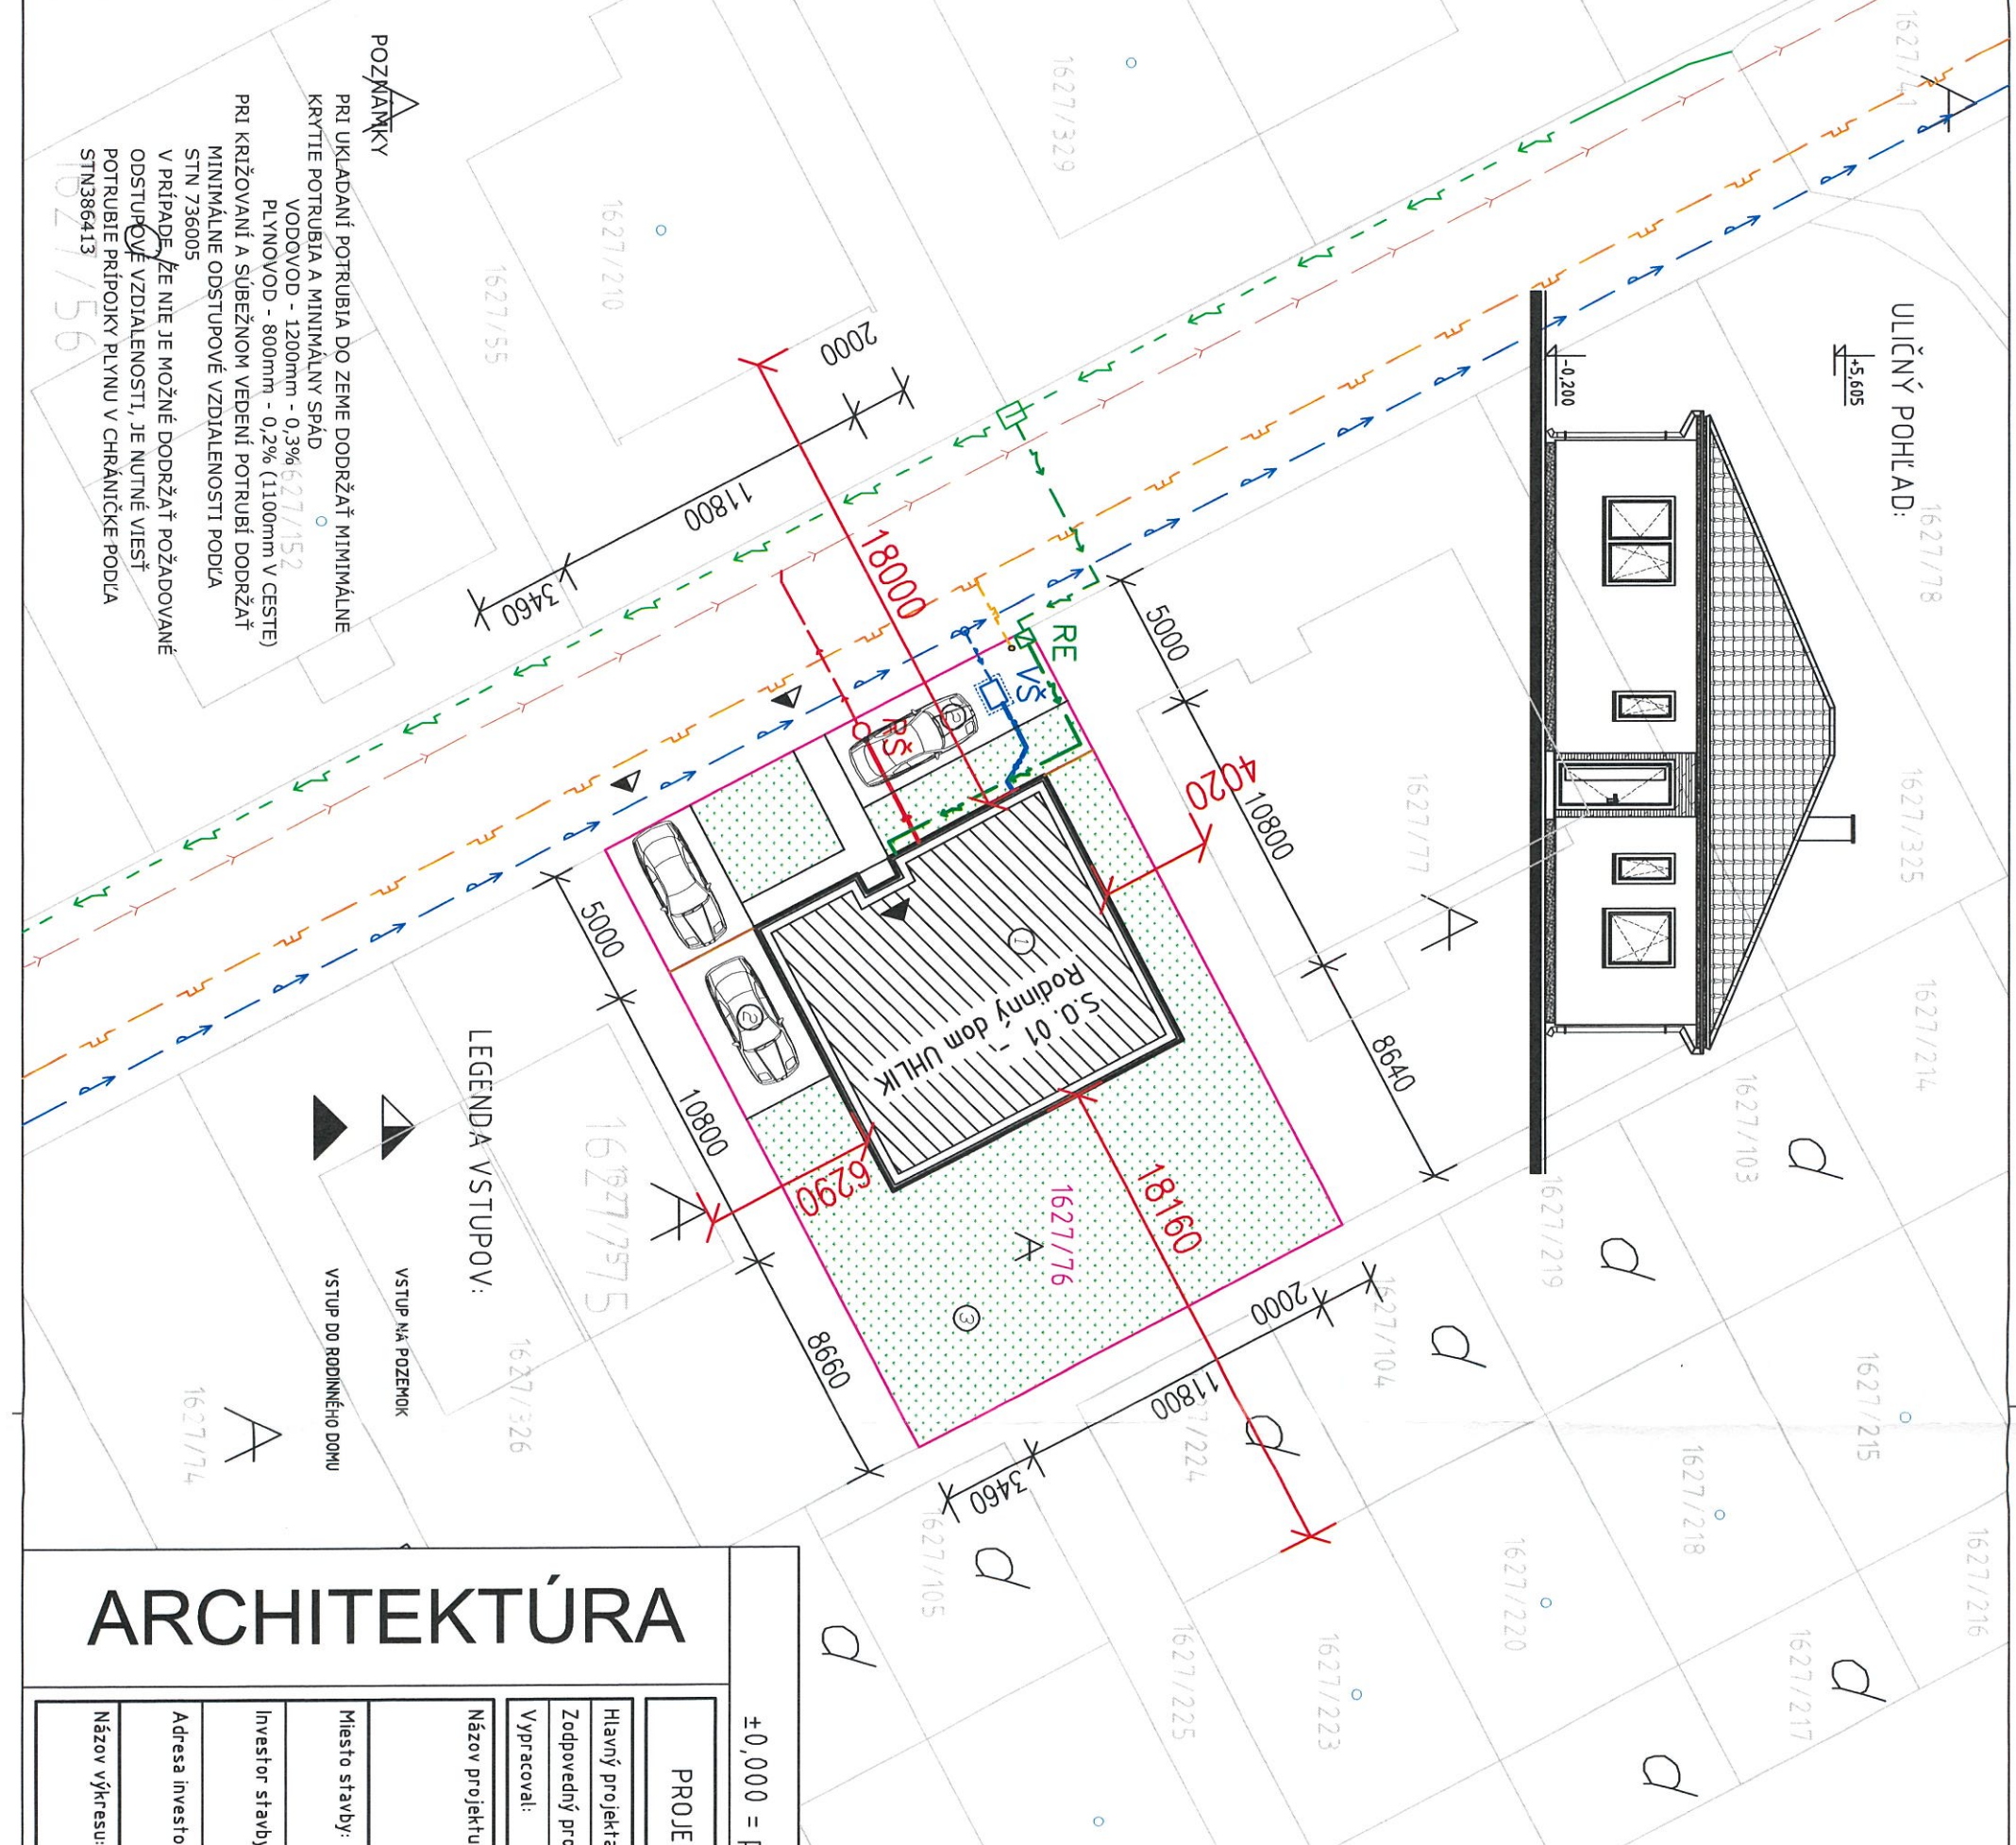 ULIČNÝ POHĽAD:
+5,605
-0,200
POZNÁMKY
PRI UKLADANÍ POTRUBIA DO ZEME DODRŽAŤ MIMIMÁLNE
KRYTIE POTRUBIA A MINIMÁLNY SPÁD
VODOVOD - 1200mm - 0,3%
PLYNOVOD - 800mm - 0,2% (1100mm V CESTE)
PRI KRIŽOVANÍ A SÚBEŽNOM VEDENÍ POTRUBÍ DODRŽAŤ
MINIMÁLNE ODSTUPOVÉ VZDIALENOSTI PODĽA
STN 736005
V PRÍPADE, ŽE NIE JE MOŽNÉ DODRŽAŤ POŽADOVANÉ
ODSTUPOVÉ VZDIALENOSTI, JE NUTNÉ VIESŤ
POTRUBIE PRÍPOJKY PLYNU V CHRÁNIČKE PODĽA
STN386413
1627/41
1627/329
1627/210
1627/55
1627/152
1627/56
1627/78
1627/325
1627/214
1627/77
1627/103
1627/219
1627/104
1627/215
1627/218
1627/216
1627/220
1627/217
1627/223
1627/225
1627/105
1627/326
1627/74
1627/76
2000
11800
3460
18000
5000
10800
8640
4020
RE
VŠ
RŠ
2
1
S.O. 01 -
Rodinný dom UHLIK
2
3
5000
10800
8660
6290
18160
2000
11800
3460
LEGENDA VSTUPOV:
VSTUP NA POZEMOK
VSTUP DO RODINNÉHO DOMU
ARCHITEKTÚRA
±0,000 =
PROJE
Hlavný projekta
Zodpovedný pro
Vypracoval:
Názov projektu
Miesto stavby:
Investor stavby
Adresa investo
Názov výkresu: